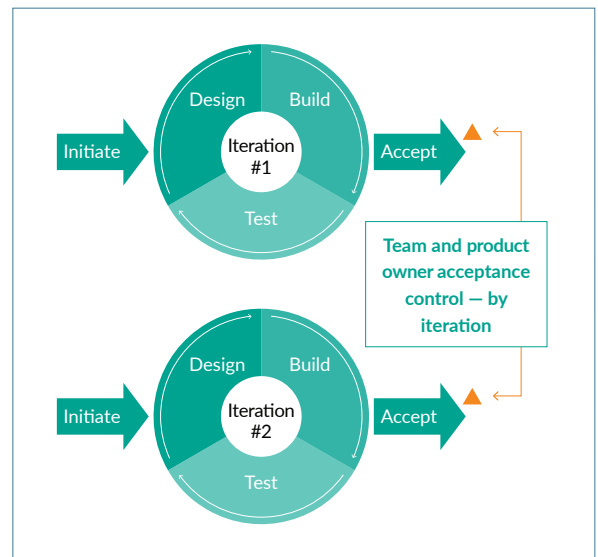 Design
Build
Initiate
Iteration
#1
Accept
Test
Team and product
owner acceptance
control — by
iteration
Design
Build
Initiate
Iteration
#2
Accept
Test